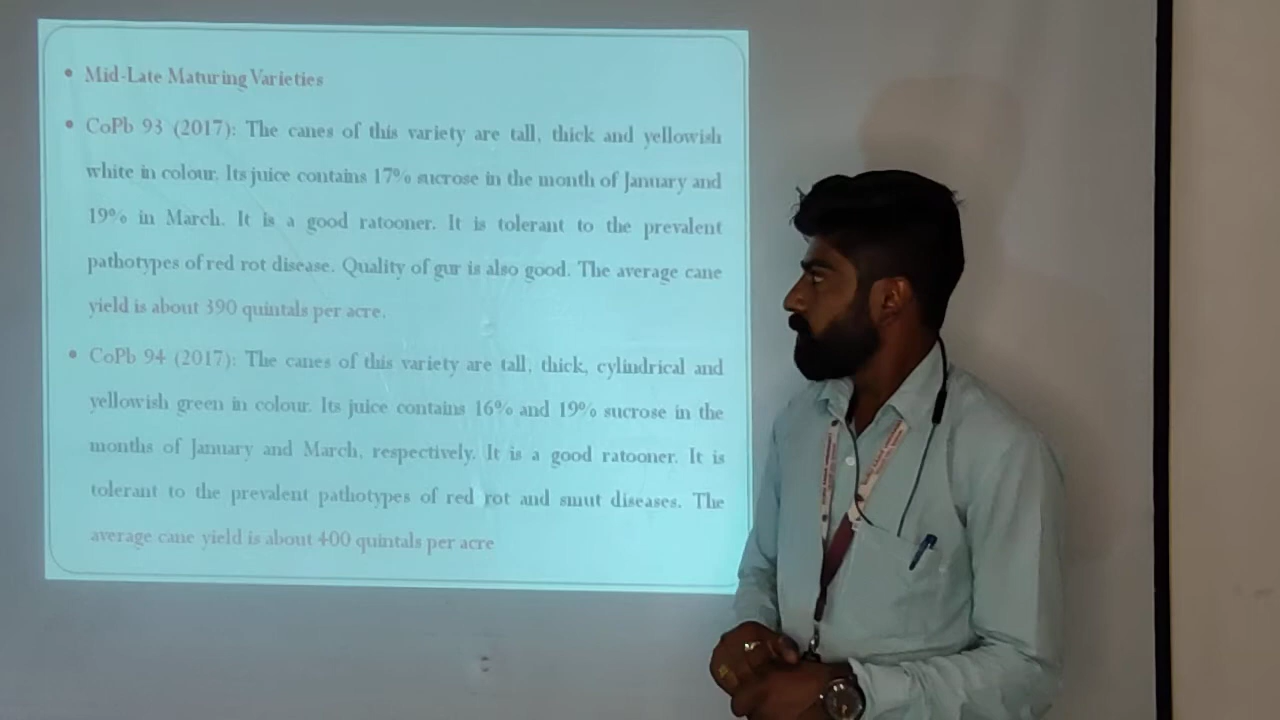 • Mid-Late Maturing Varieties
• CoPb 93 (2017): The canes of this variety are tall, thick and yellowish
white in colour. Its juice contains 17% sucrose in the month of January and
19% in March. It is a good ratooner. It is tolerant to the prevalent
pathotypes of red rot disease. Quality of gur is also good. The average cane
yield is about 390 quintals per acre.
• CoPb 94 (2017): The canes of this variety are tall, thick, cylindrical and
yellowish green in colour. Its juice contains 16% and 19% sucrose in the
months of January and March, respectively. It is a good ratooner. It is
tolerant to the prevalent pathotypes of red rot and smut diseases. The
average cane yield is about 400 quintals per acre